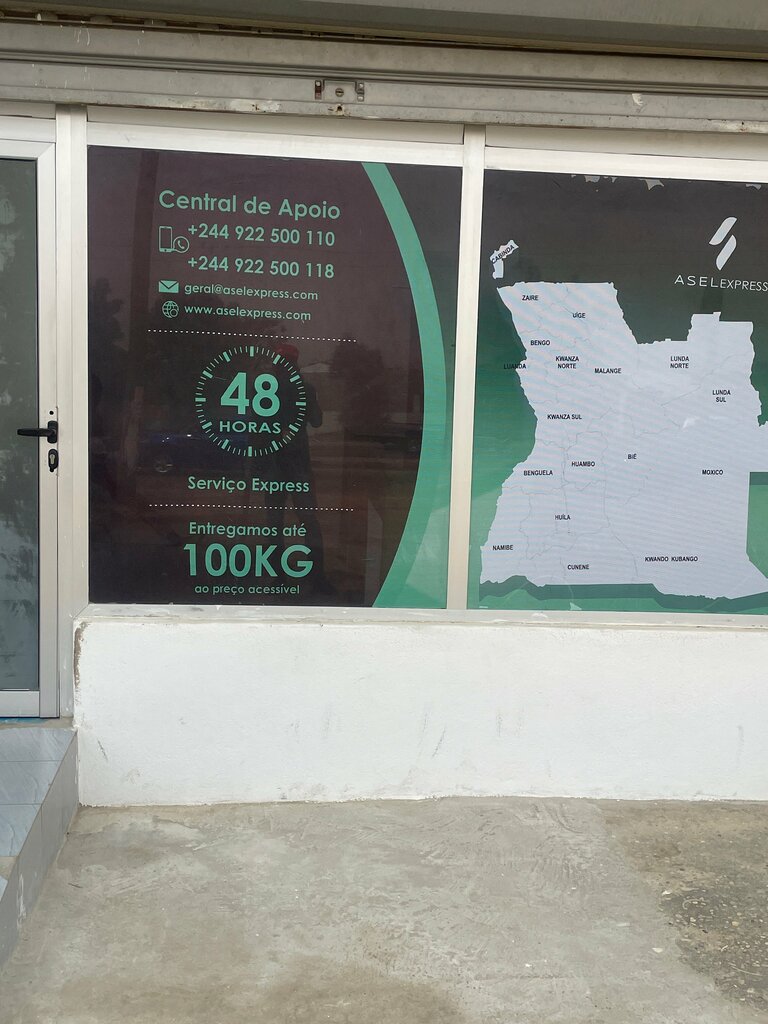 Central de Apoio
+244 922 500 110
+244 922 500 118
geral@aselexpress.com
www.aselexpress.com
48
HORAS
Serviço Express
Entregamos até
100KG
ao preço acessível
ASELEXPRESS
CABINDA
ZAIRE
UÍGE
BENGO
LUANDA
KWANZA
NORTE
MALANGE
LUNDA
NORTE
LUNDA
SUL
KWANZA SUL
BENGUELA
HUAMBO
BIÉ
MOXICO
HUÍLA
NAMIBE
CUNENE
KWANDO KUBANGO